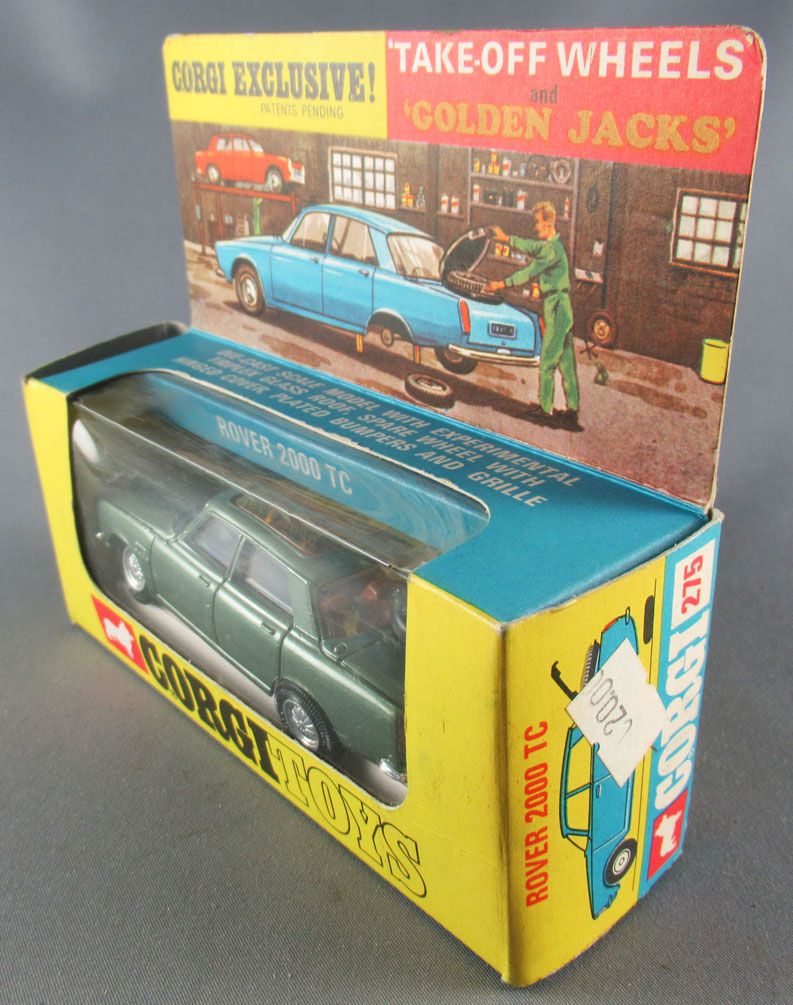 CORGI EXCLUSIVE!
PATENTS PENDING
'TAKE-OFF WHEELS'
and
'GOLDEN JACKS'
DIE-CAST SCALE MODEL WITH EXPERIMENTAL
TRIPLEX GLASS ROOF, SPARE WHEEL WITH
HINGED COVER, PLATED BUMPERS AND GRILLE
ROVER 2000 TC
CORGI TOYS
ROVER 2000 TC
CORGI 275